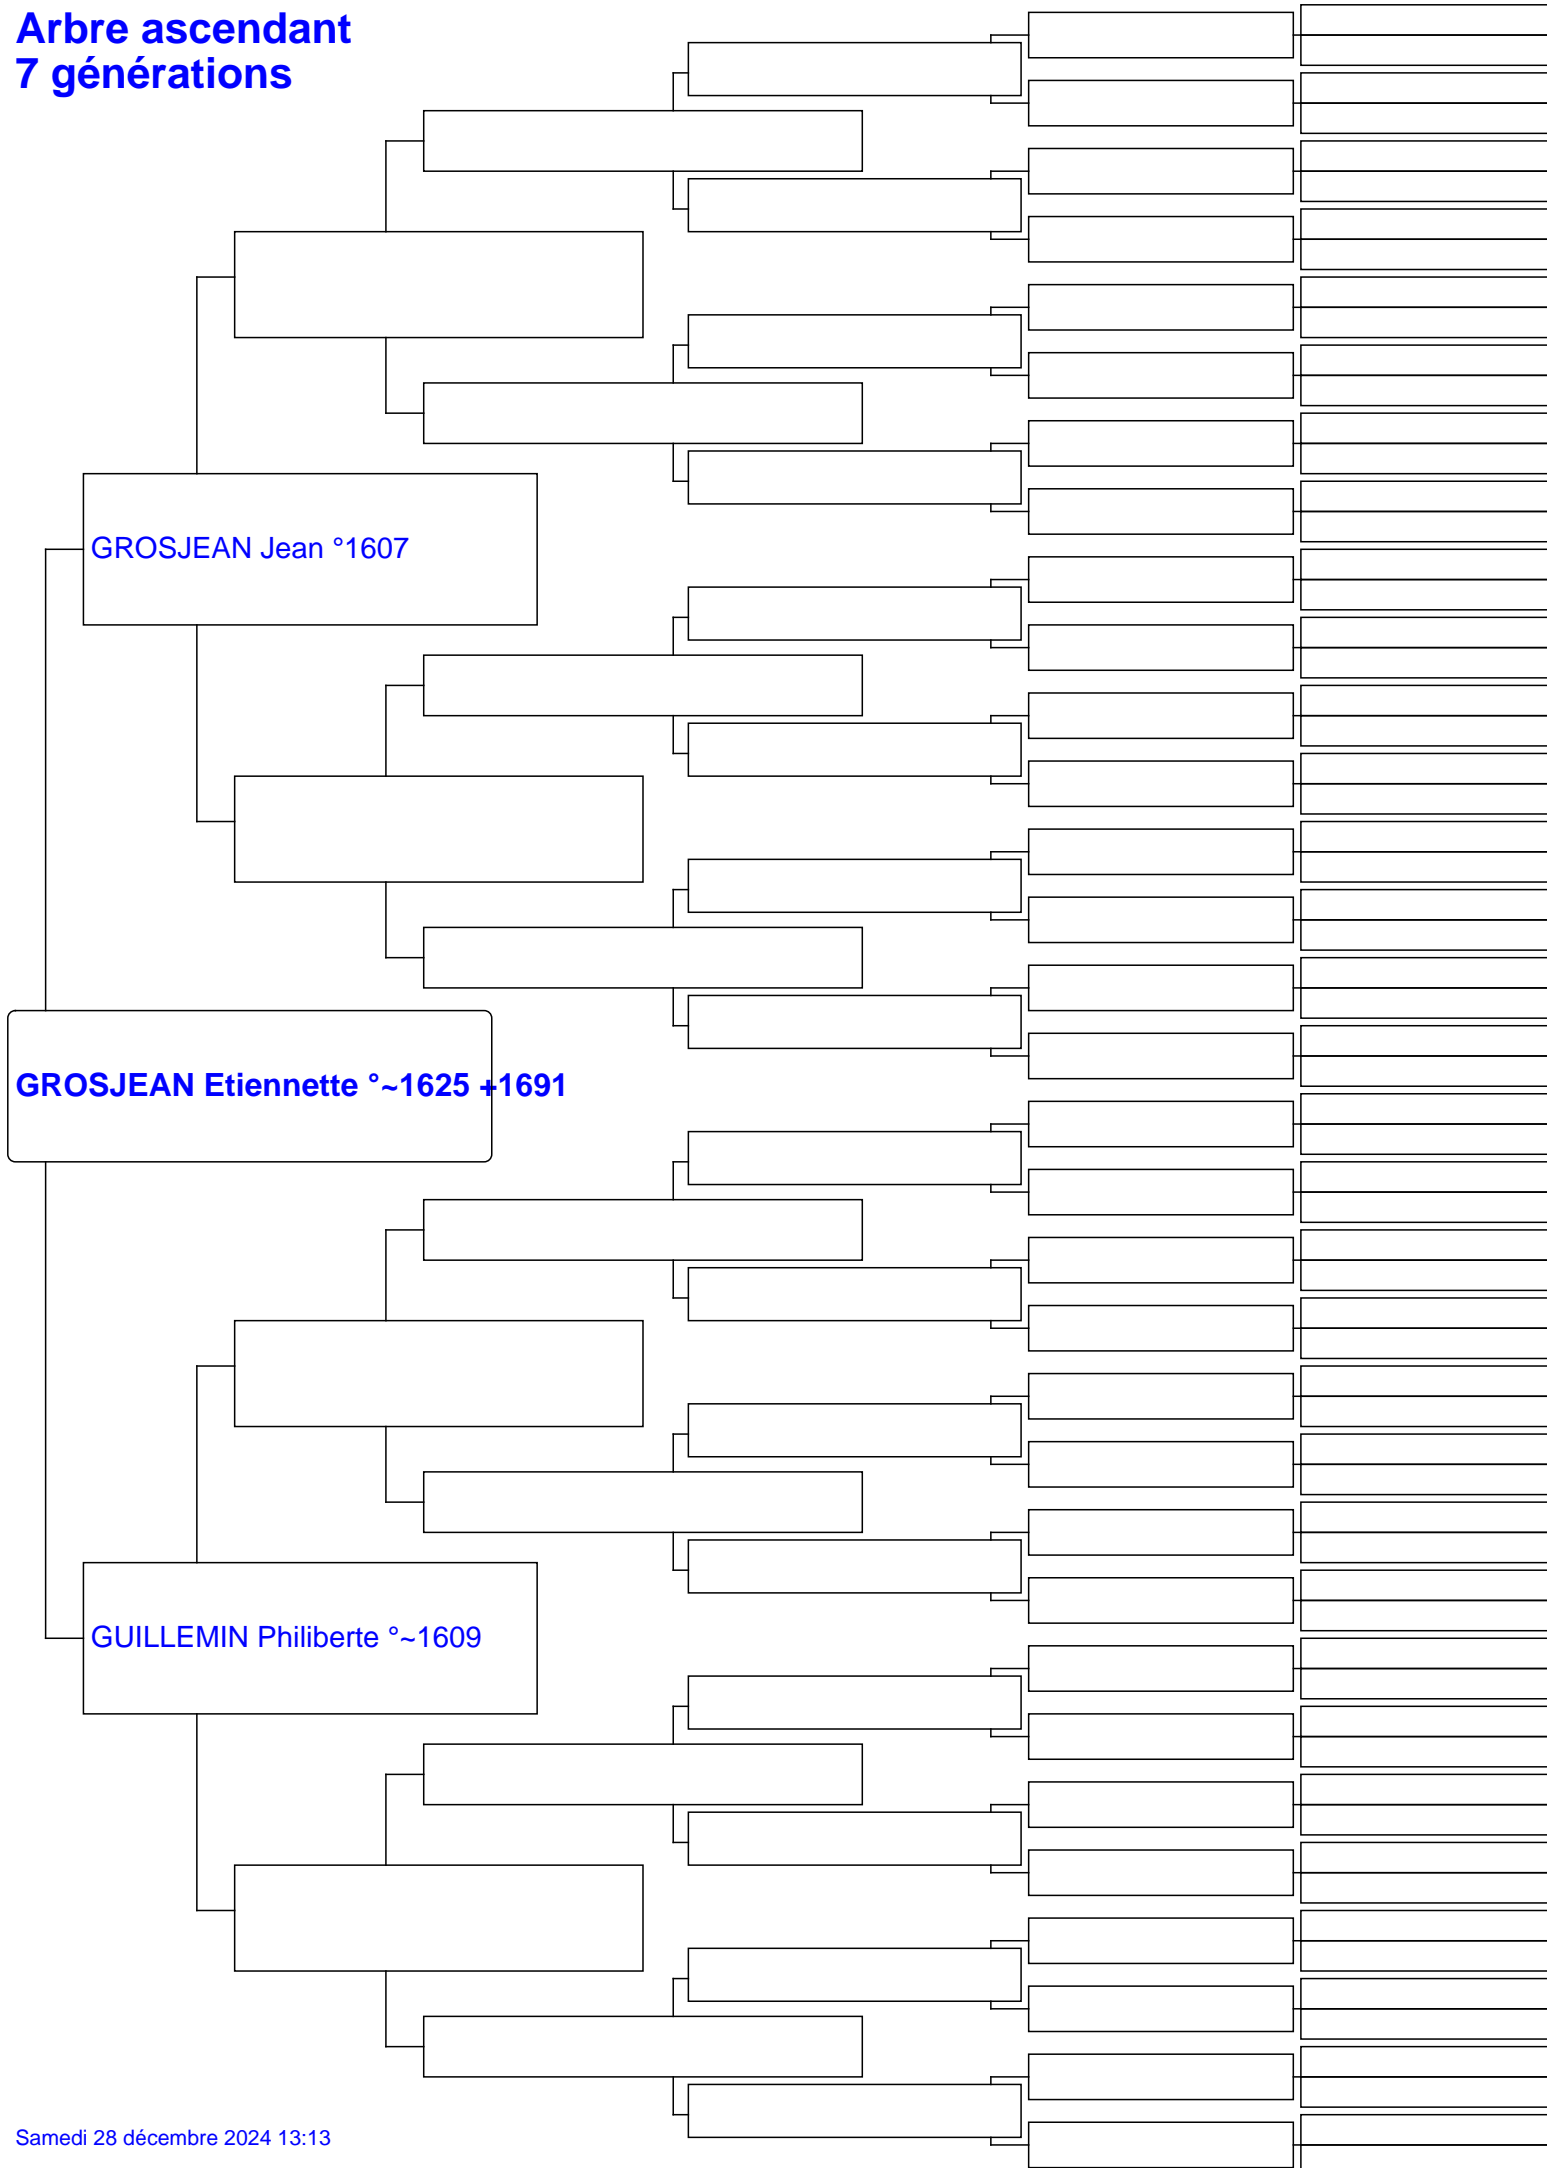 Arbre ascendant
7 générations
GROSJEAN Jean °1607
GROSJEAN Etiennette °~1625 +1691
GUILLEMIN Philiberte °~1609
Samedi 28 décembre 2024 13:13